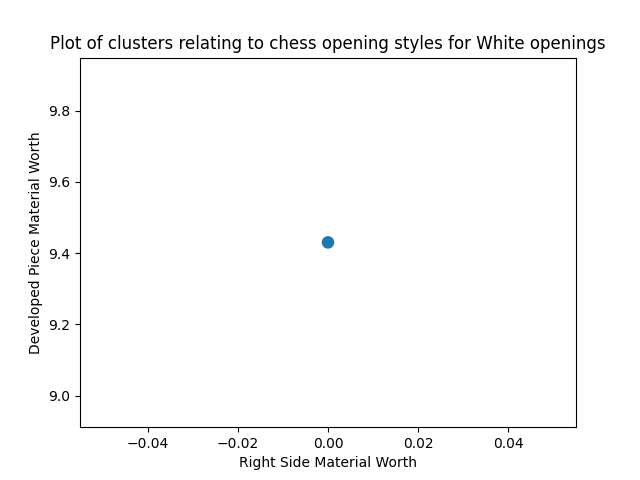 Plot of clusters relating to chess opening styles for White openings
9.8
9.6
9.4
9.2
9.0
Developed Piece Material Worth
−0.04 −0.02 0.00 0.02 0.04
Right Side Material Worth